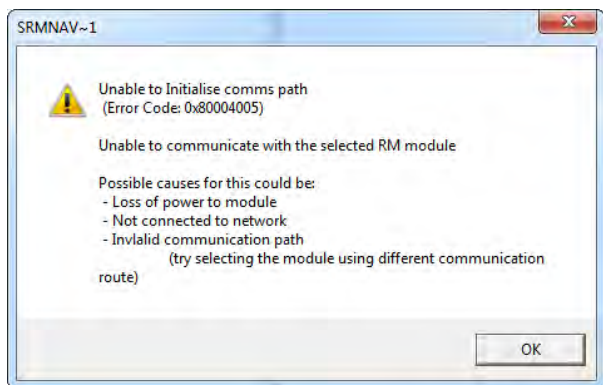 SRMNAV~1
Unable to Initialise comms path
(Error Code: 0x80004005)
Unable to communicate with the selected RM module
Possible causes for this could be:
- Loss of power to module
- Not connected to network
- Invlalid communication path
(try selecting the module using different communication
route)
OK